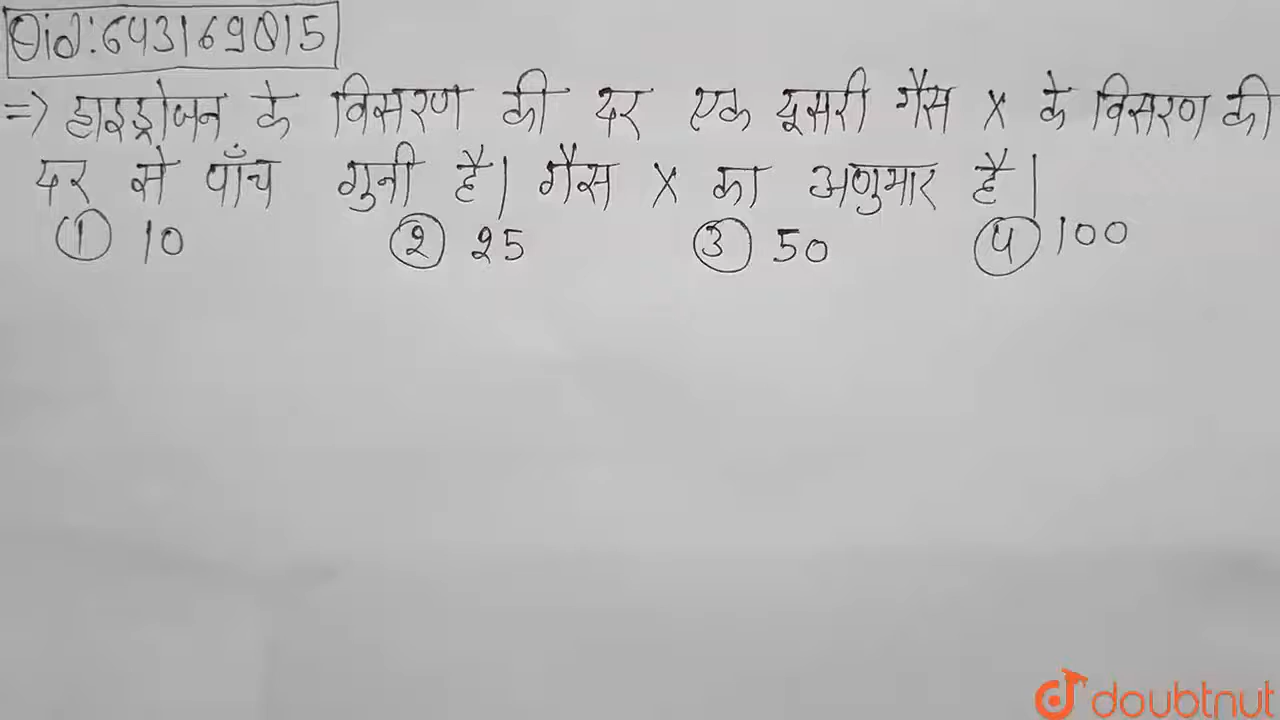 Qid:643169015
=> हाइड्रोजन के विसरण की दर एक दूसरी गैस X के विसरण की
दर से पाँच गुनी है। गैस X का अणुभार है।
① 10 ② 25 ③ 50 ④ 100
doubtnut